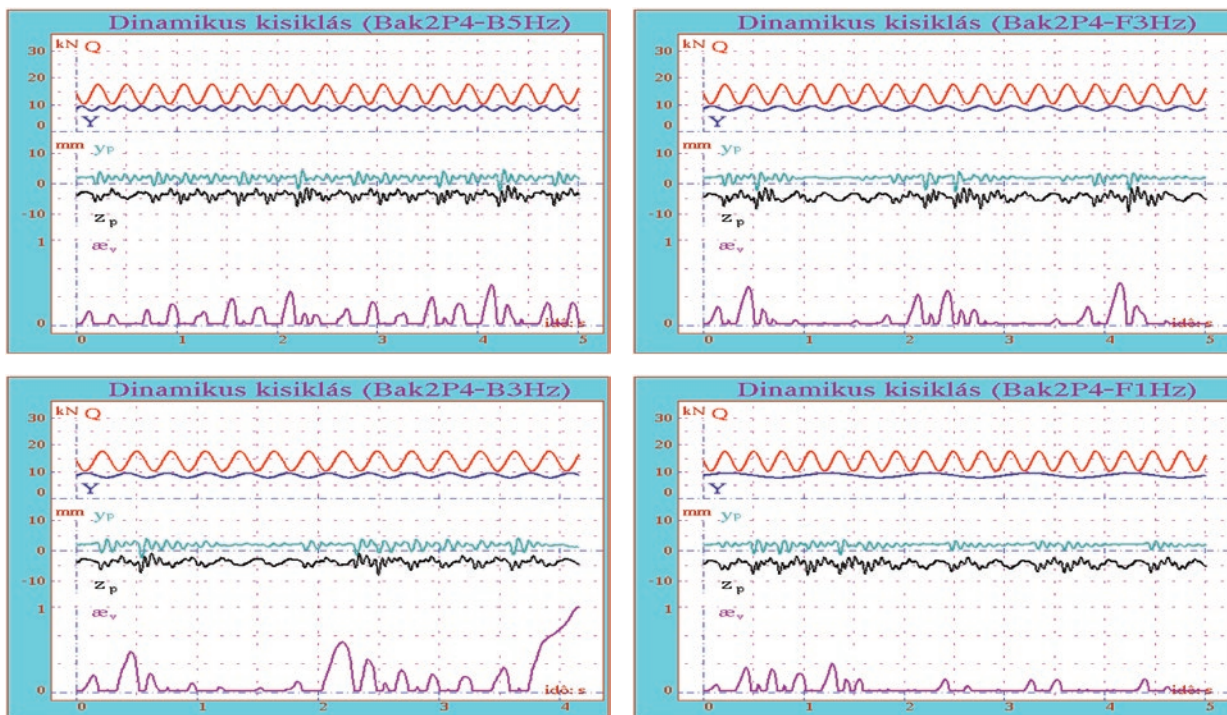 Dinamikus kisiklás (Bak2P4-B5Hz)
kN Q
30
20
10
0
Y
mm yp
10
0
-10
zp
1
æv
0
idô: s
0 1 2 3 4 5
Dinamikus kisiklás (Bak2P4-F3Hz)
kN Q
30
20
10
0
Y
mm yp
10
0
-10
zp
1
æv
0
idô: s
0 1 2 3 4 5
Dinamikus kisiklás (Bak2P4-B3Hz)
kN Q
30
20
10
0
Y
mm yp
10
0
-10
zp
1
æv
0
idô: s
0 1 2 3 4
Dinamikus kisiklás (Bak2P4-F1Hz)
kN Q
30
20
10
0
Y
mm yp
10
0
-10
zp
1
æv
0
idô: s
0 1 2 3 4 5